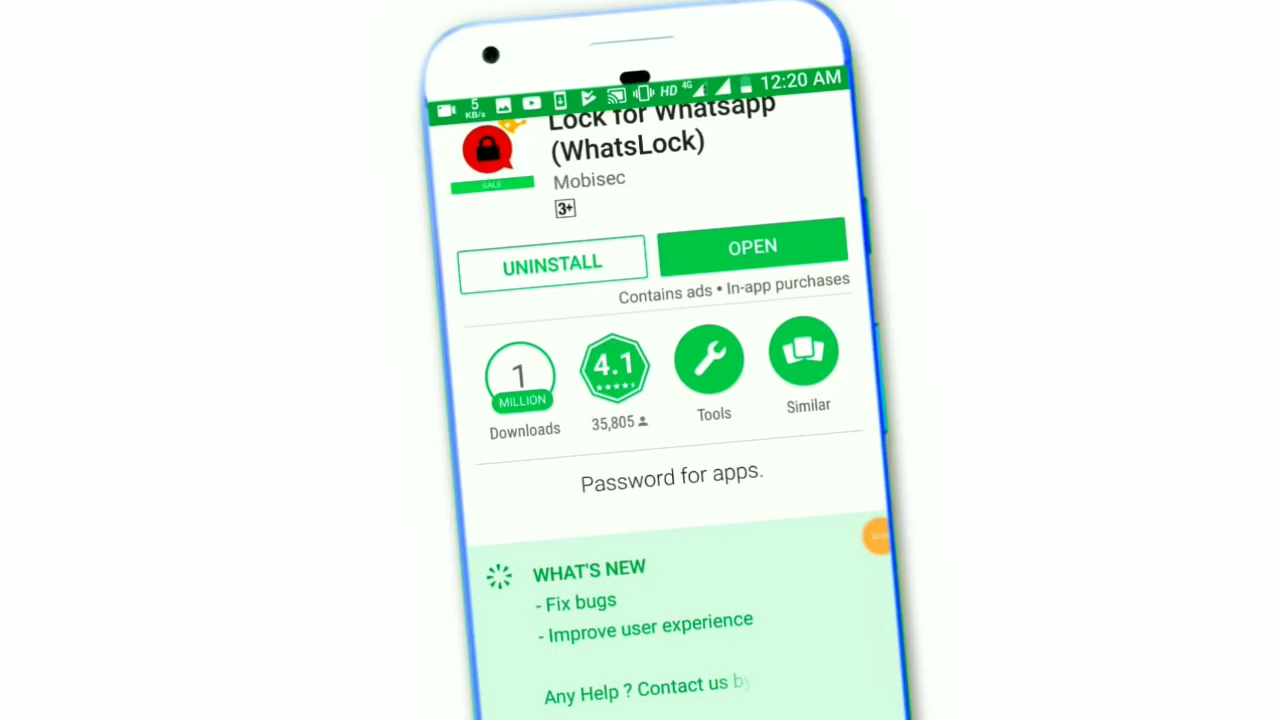 5 KB/s HD 4G 12:20 AM
Lock for Whatsapp
(WhatsLock)
SALE
Mobisec
3+
UNINSTALL OPEN
Contains ads • In-app purchases
1 MILLION
4.1
Downloads 35,805 Tools Similar
Password for apps.
WHAT'S NEW
- Fix bugs
- Improve user experience
Any Help ? Contact us by